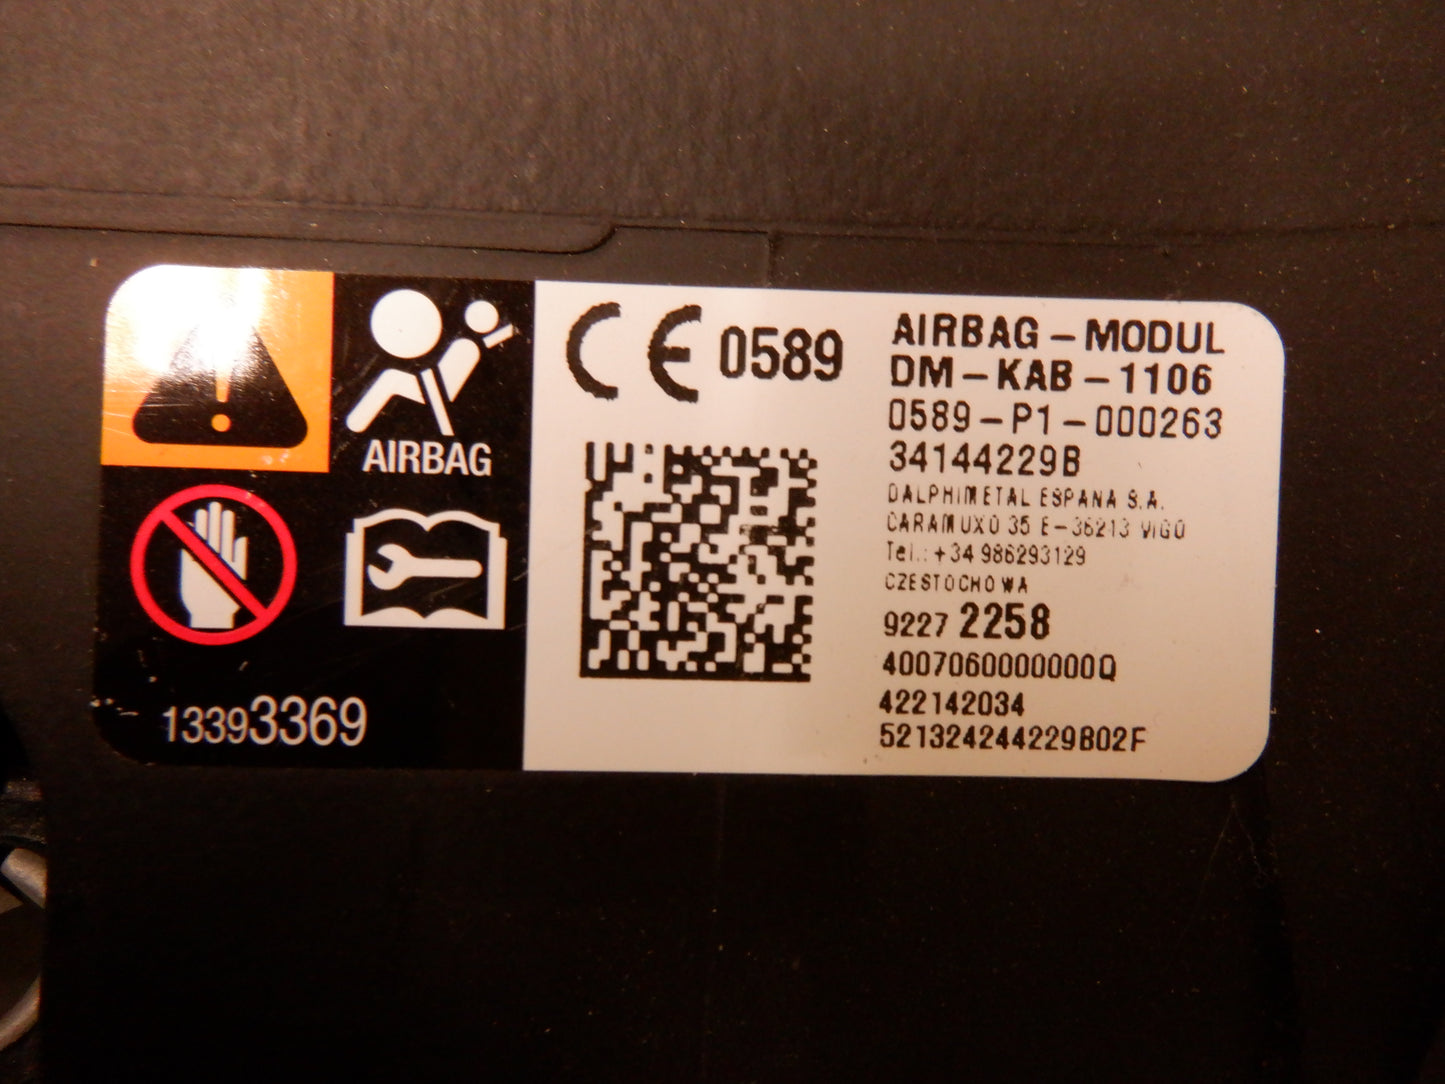 AIRBAG
13393369
CE 0589
AIRBAG-MODUL
DM-KAB-1106
0589-P1-000263
34144229B
DALPHIMETAL ESPANA S.A.
CARAMUXO 35 E-36213 VIGO
Tel.: +34 986293129
CZESTOCHOWA
9227 2258
4007060000000Q
422142034
521324244229B02F